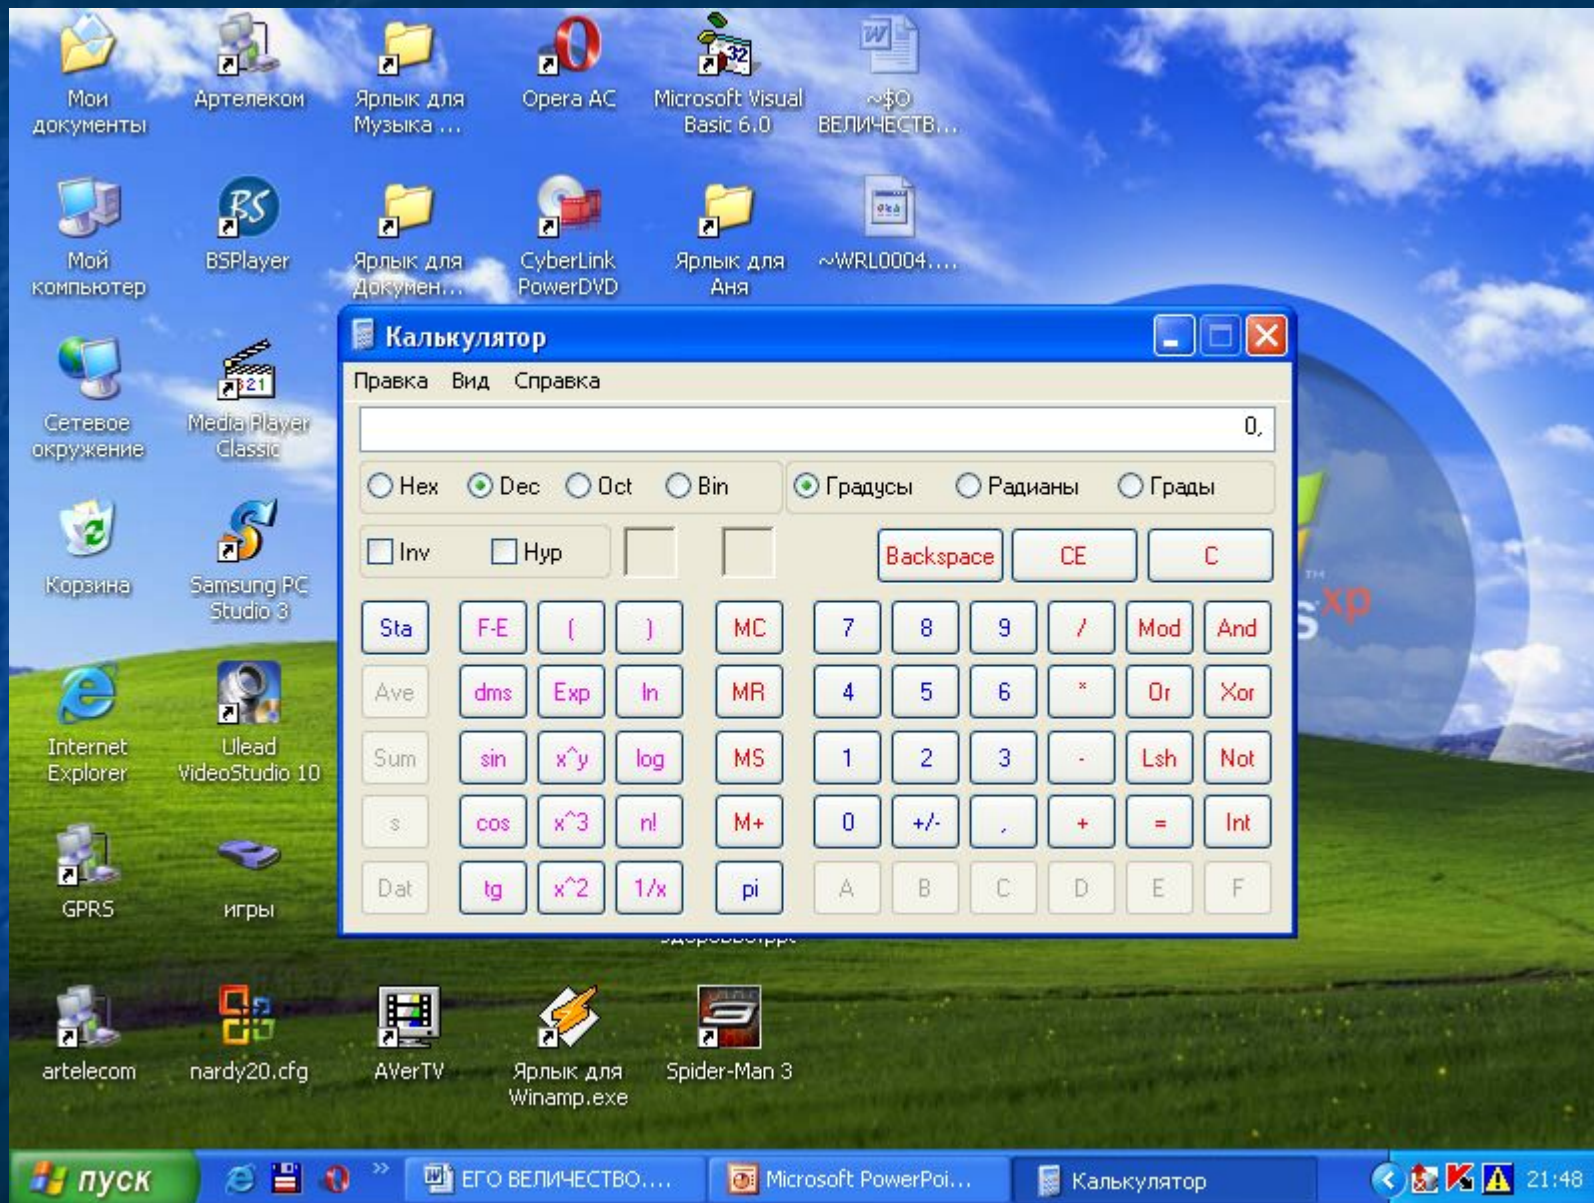 Мои
документы
Артелеком
Ярлык для
Музыка ...
Opera AC
Microsoft Visual
Basic 6.0
~$О
ВЕЛИЧЕСТВ...
Мой
компьютер
BSPlayer
Ярлык для
Докумен...
CyberLink
PowerDVD
Ярлык для
Аня
~WRL0004....
Сетевое
окружение
Media Player
Classic
Корзина
Samsung PC
Studio 3
Internet
Explorer
Ulead
VideoStudio 10
GPRS
игры
Калькулятор
Правка Вид Справка
0,
Hex Dec Oct Bin Градусы Радианы Грады
Inv Hyp Backspace CE C
Sta F-E ( ) MC 7 8 9 / Mod And
Ave dms Exp ln MR 4 5 6 * Or Xor
Sum sin x^y log MS 1 2 3 - Lsh Not
s cos x^3 n! M+ 0 +/- , + = Int
Dat tg x^2 1/x pi A B C D E F
TM
s xp
artelecom
nardy20.cfg
AVerTV
Ярлык для
Winamp.exe
Spider-Man 3
пуск
ЕГО ВЕЛИЧЕСТВО....
Microsoft PowerPoi...
Калькулятор
21:48